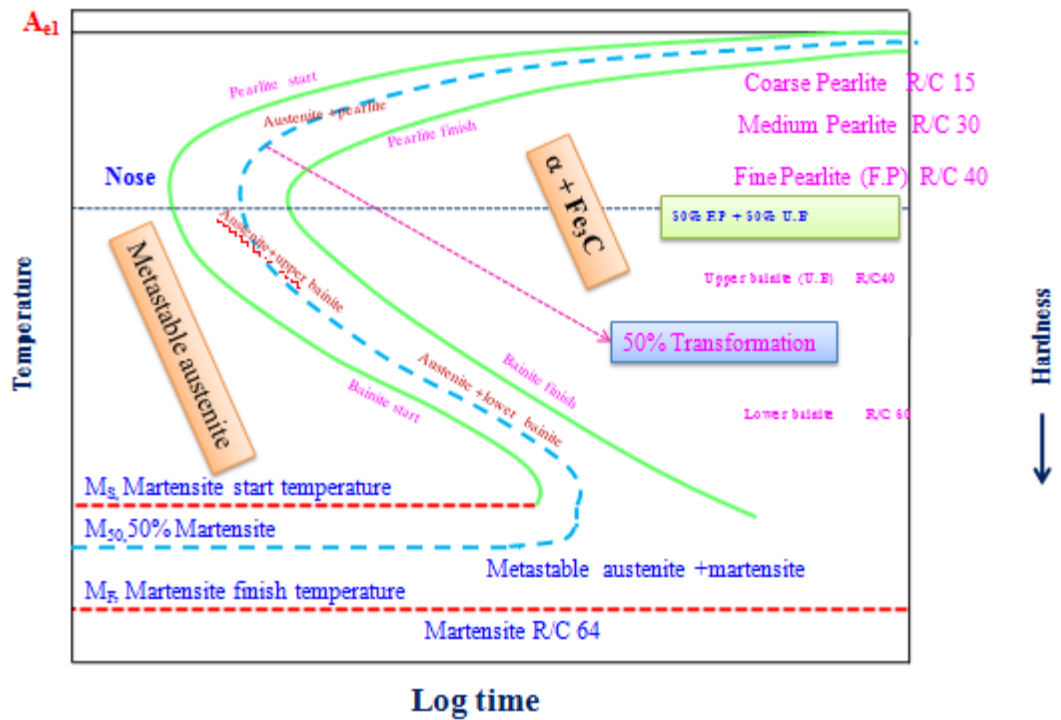 Ae1
Pearlite start
Coarse Pearlite R/C 15
Austenite +pearlite
Medium Pearlite R/C 30
Pearlite finish
Nose
α + Fe3C
Fine Pearlite (F.P) R/C 40
50% F.P + 50% U.B
Austenite+upper bainite
Metastable austenite
Upper bainite (U.B) R/C40
50% Transformation
Temperature
Hardness
Bainite start
Austenite +lower bainite
Bainite finish
Lower bainite R/C 60
MS, Martensite start temperature
M50,50% Martensite
Metastable austenite +martensite
MF, Martensite finish temperature
Martensite R/C 64
Log time